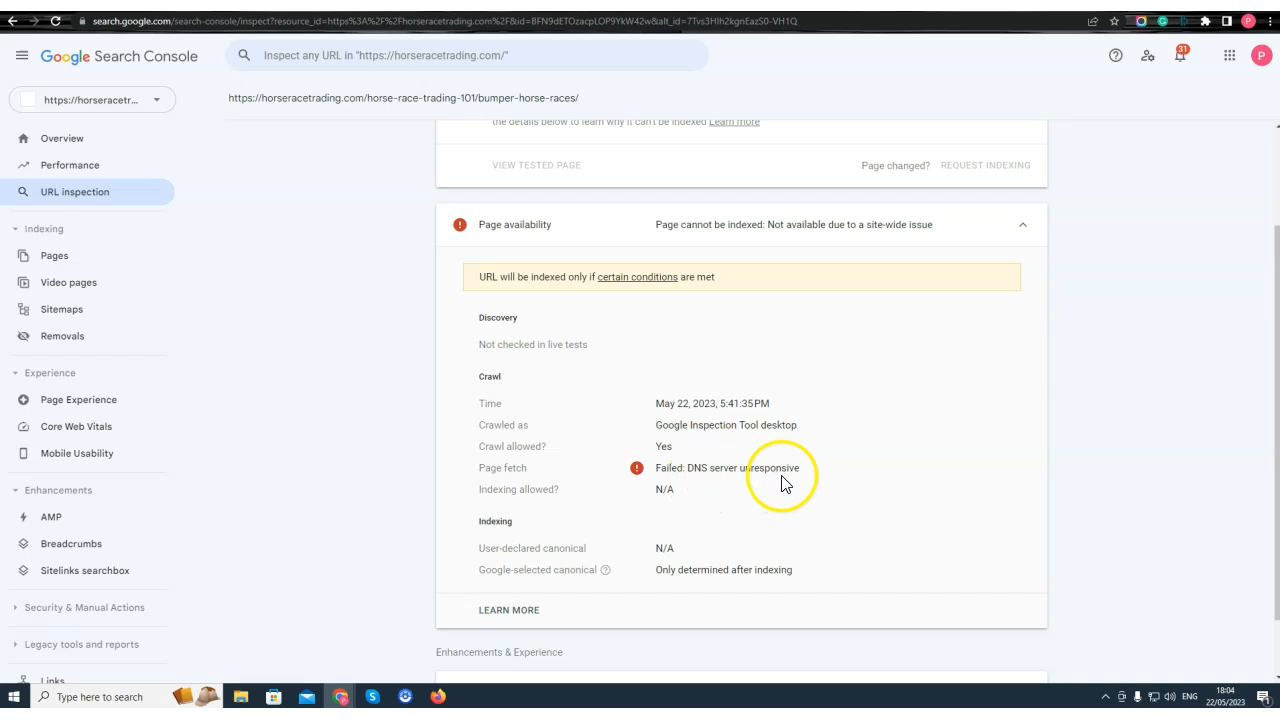 search.google.com/search-console/inspect?resource_id=https%3A%2F%2Fhorseracetrading.com%2F&id=BFN9dETOzacpLOP9YkW42w&alt_id=7Tvs3HIh2kgnEazS0-VH1Q
P
Google Search Console
Inspect any URL in "https://horseracetrading.com/"
31
P
https://horseracetr...
https://horseracetrading.com/horse-race-trading-101/bumper-horse-races/
Overview
Performance
URL inspection
Indexing
Pages
Video pages
Sitemaps
Removals
Experience
Page Experience
Core Web Vitals
Mobile Usability
Enhancements
AMP
Breadcrumbs
Sitelinks searchbox
Security & Manual Actions
Legacy tools and reports
Links
the details below to learn why it can't be indexed Learn more
VIEW TESTED PAGE
Page changed? REQUEST INDEXING
Page availability
Page cannot be indexed: Not available due to a site-wide issue
URL will be indexed only if certain conditions are met
Discovery
Not checked in live tests
Crawl
Time May 22, 2023, 5:41:35 PM
Crawled as Google Inspection Tool desktop
Crawl allowed? Yes
Page fetch Failed: DNS server unresponsive
Indexing allowed? N/A
Indexing
User-declared canonical N/A
Google-selected canonical Only determined after indexing
LEARN MORE
Enhancements & Experience
Type here to search
ENG
18:04
22/05/2023